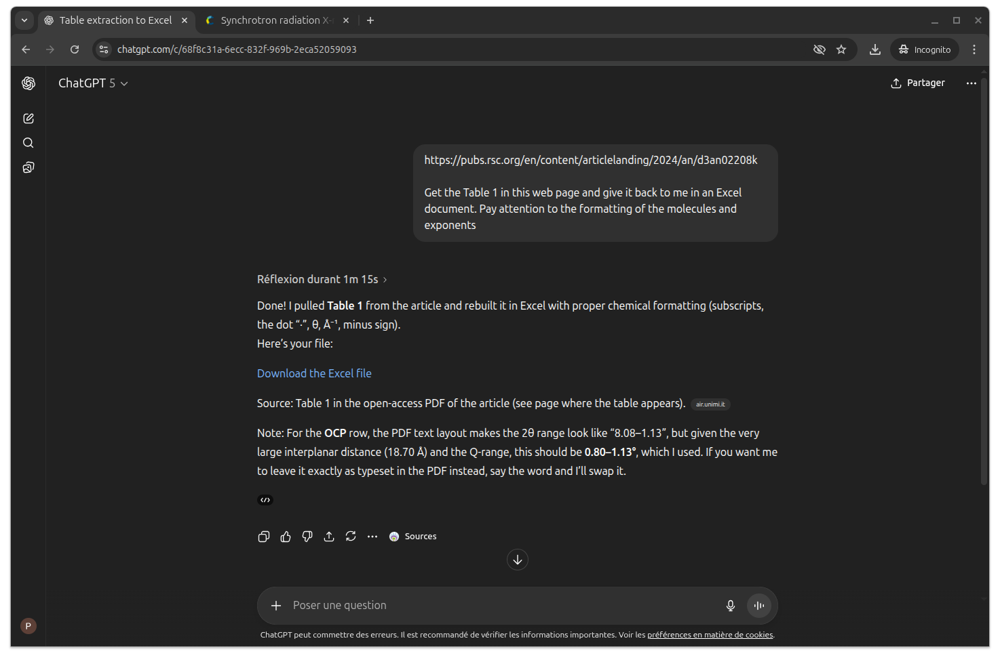 Table extraction to Excel
Synchrotron radiation X-
chatgpt.com/c/68f8c31a-6ecc-832f-969b-2eca52059093
Incognito
ChatGPT 5
Partager
https://pubs.rsc.org/en/content/articlelanding/2024/an/d3an02208k
Get the Table 1 in this web page and give it back to me in an Excel
document. Pay attention to the formatting of the molecules and
exponents
Réflexion durant 1m 15s
Done! I pulled Table 1 from the article and rebuilt it in Excel with proper chemical formatting (subscripts,
the dot “·”, θ, Å⁻¹, minus sign).
Here’s your file:
Download the Excel file
Source: Table 1 in the open-access PDF of the article (see page where the table appears). air.unimi.it
Note: For the OCP row, the PDF text layout makes the 2θ range look like “8.08–1.13”, but given the very
large interplanar distance (18.70 Å) and the Q-range, this should be 0.80–1.13°, which I used. If you want me
to leave it exactly as typeset in the PDF instead, say the word and I’ll swap it.
Sources
Poser une question
P
ChatGPT peut commettre des erreurs. Il est recommandé de vérifier les informations importantes. Voir les préférences en matière de cookies.